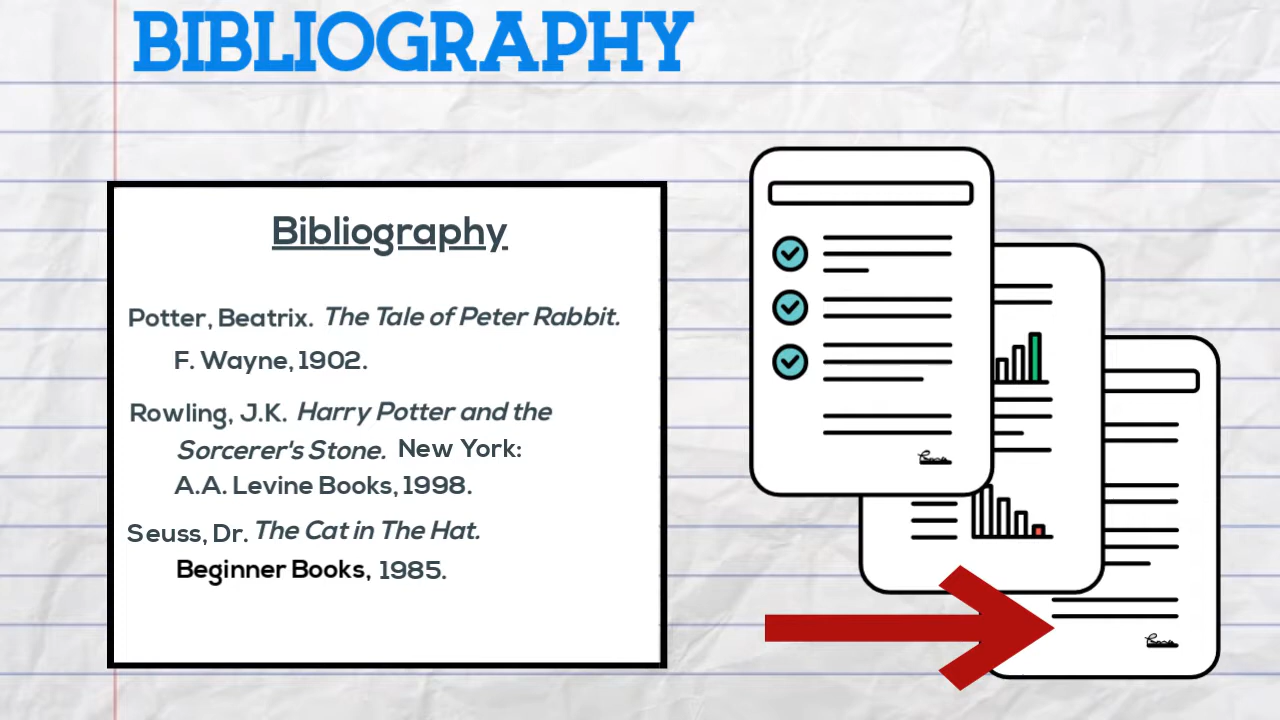 BIBLIOGRAPHY
Bibliography
Potter, Beatrix. The Tale of Peter Rabbit.
F. Wayne, 1902.
Rowling, J.K. Harry Potter and the
Sorcerer's Stone. New York:
A.A. Levine Books, 1998.
Seuss, Dr. The Cat in The Hat.
Beginner Books, 1985.